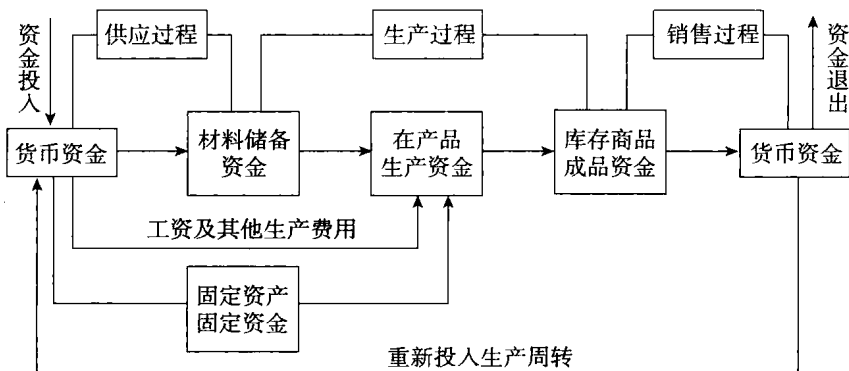 资金投入
供应过程
生产过程
销售过程
资金退出
货币资金
材料储备
资金
在产品
生产资金
库存商品
成品资金
货币资金
工资及其他生产费用
固定资产
固定资金
重新投入生产周转